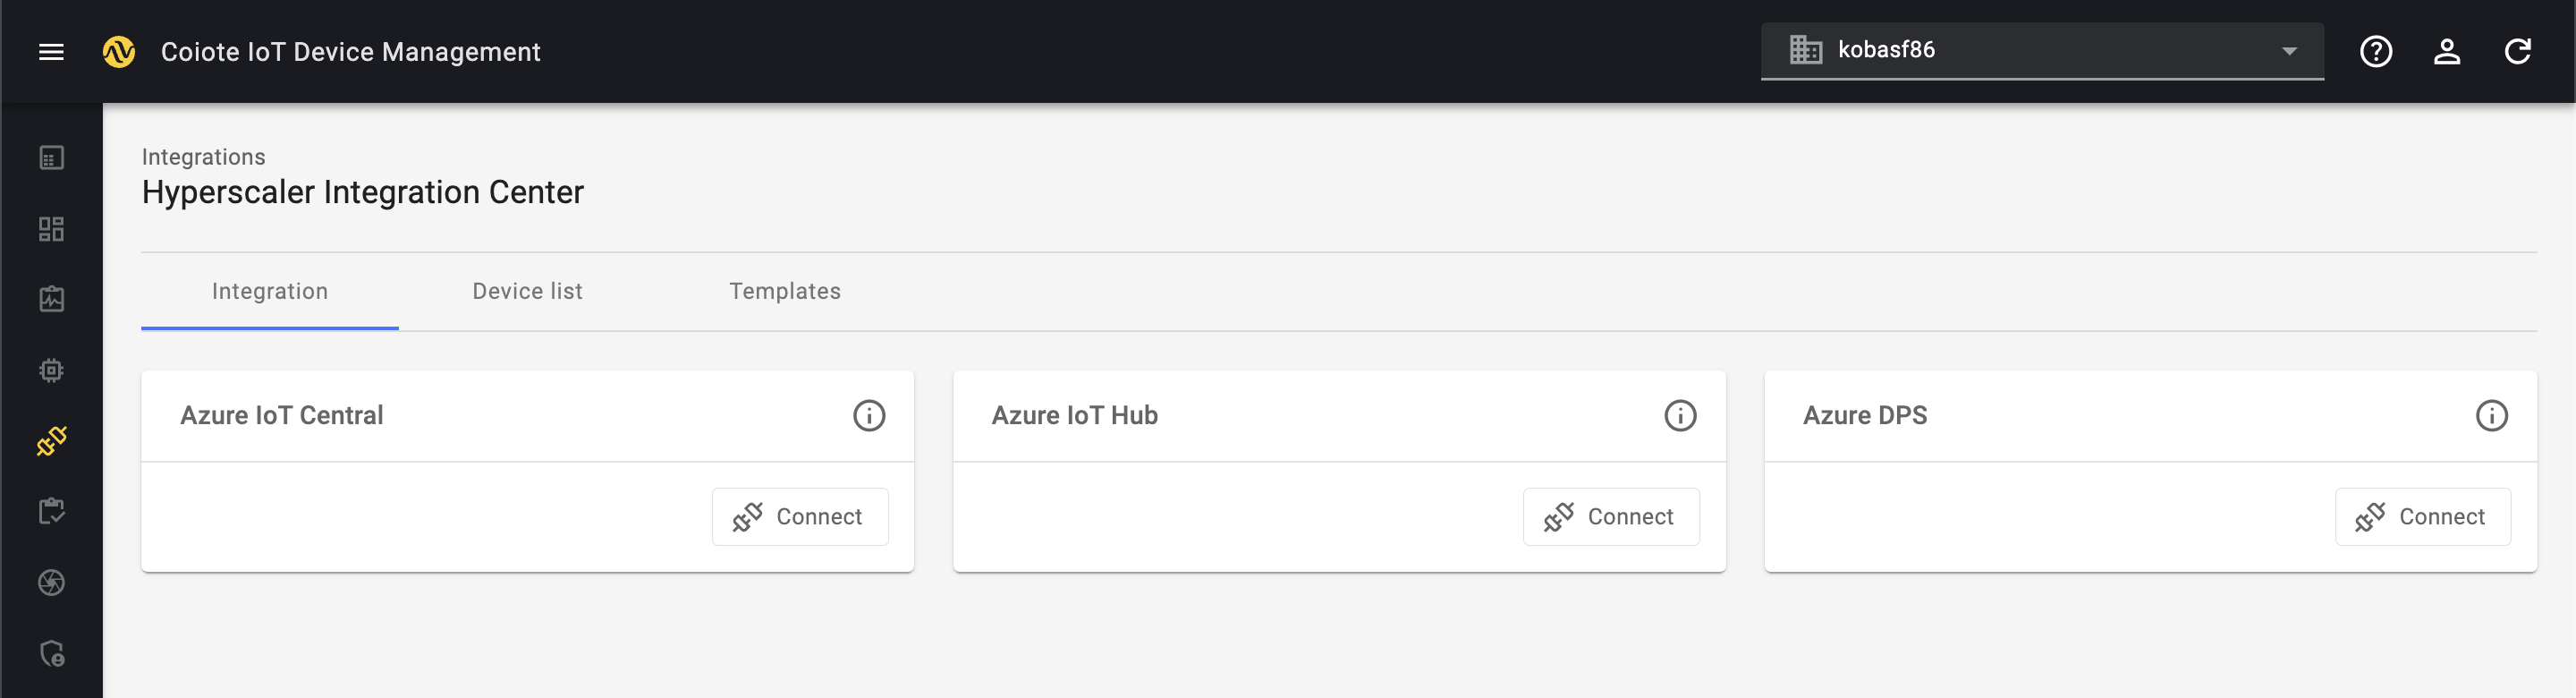 Coiote IoT Device Management
kobasf86
Integrations
Hyperscaler Integration Center
Integration
Device list
Templates
Azure IoT Central
Azure IoT Hub
Azure DPS
Connect
Connect
Connect